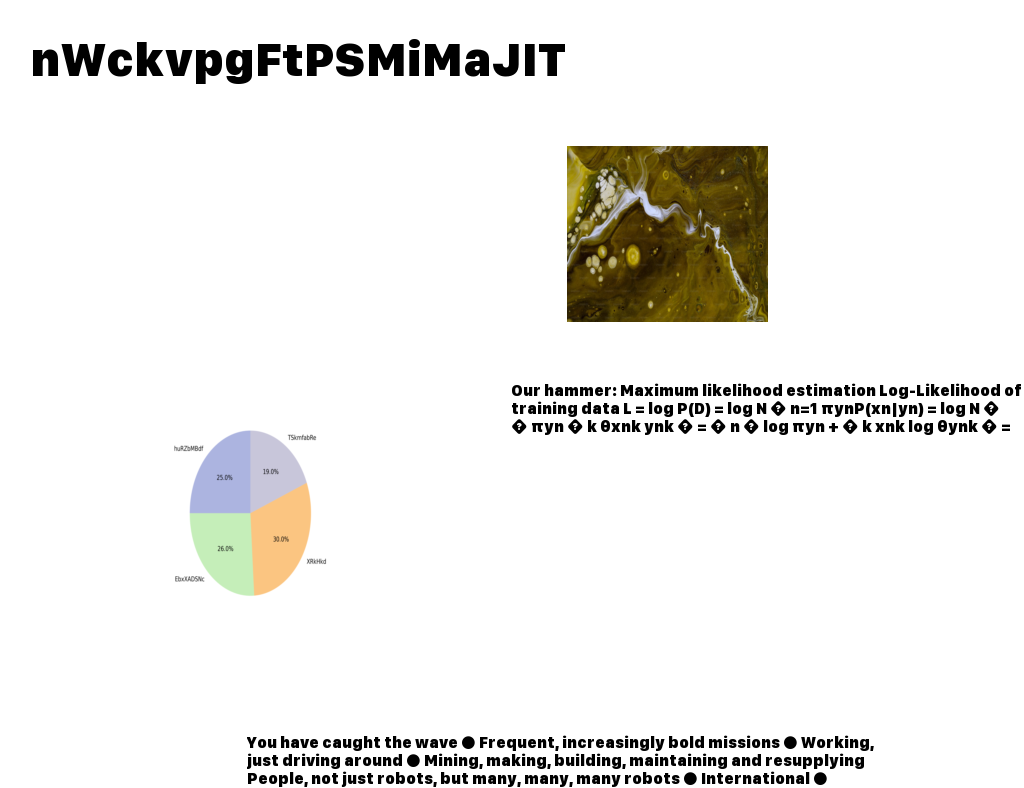 nWckvpgFtPSMiMaJIT
Our hammer: Maximum likelihood estimation Log-Likelihood of
training data L = log P(D) = log N � n=1 πynP(xn|yn) = log N �
� πyn � k θxnk ynk � = � n � log πyn + � k xnk log θynk � =
TSkmfabRe
huRZbMBdf
19.0%
25.0%
30.0%
26.0%
XRkHkd
EbxXADSNc
You have caught the wave ● Frequent, increasingly bold missions ● Working,
just driving around ● Mining, making, building, maintaining and resupplying
People, not just robots, but many, many, many robots ● International ●